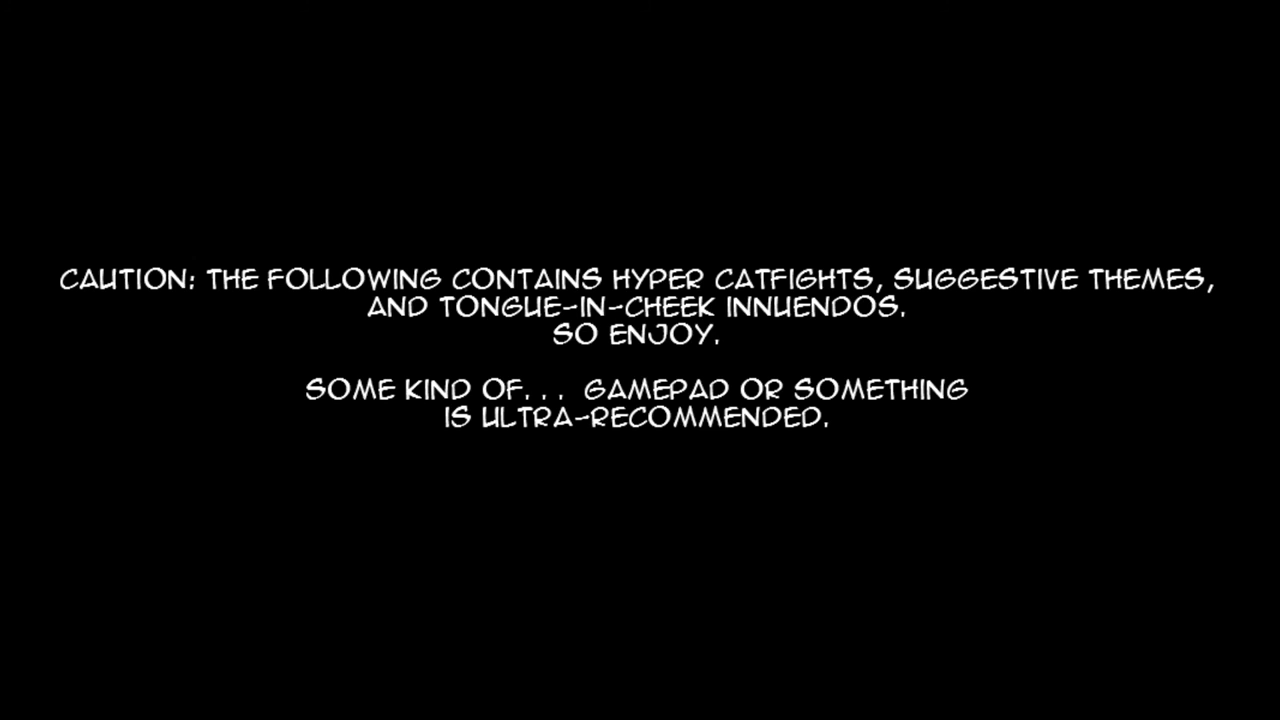 CAUTION: THE FOLLOWING CONTAINS HYPER CATFIGHTS, SUGGESTIVE THEMES,
AND TONGUE-IN-CHEEK INNUENDOS.
SO ENJOY.
SOME KIND OF... GAMEPAD OR SOMETHING
IS ULTRA-RECOMMENDED.